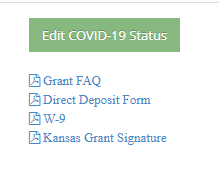 Edit COVID-19 Status
Grant FAQ
Direct Deposit Form
W-9
Kansas Grant Signature